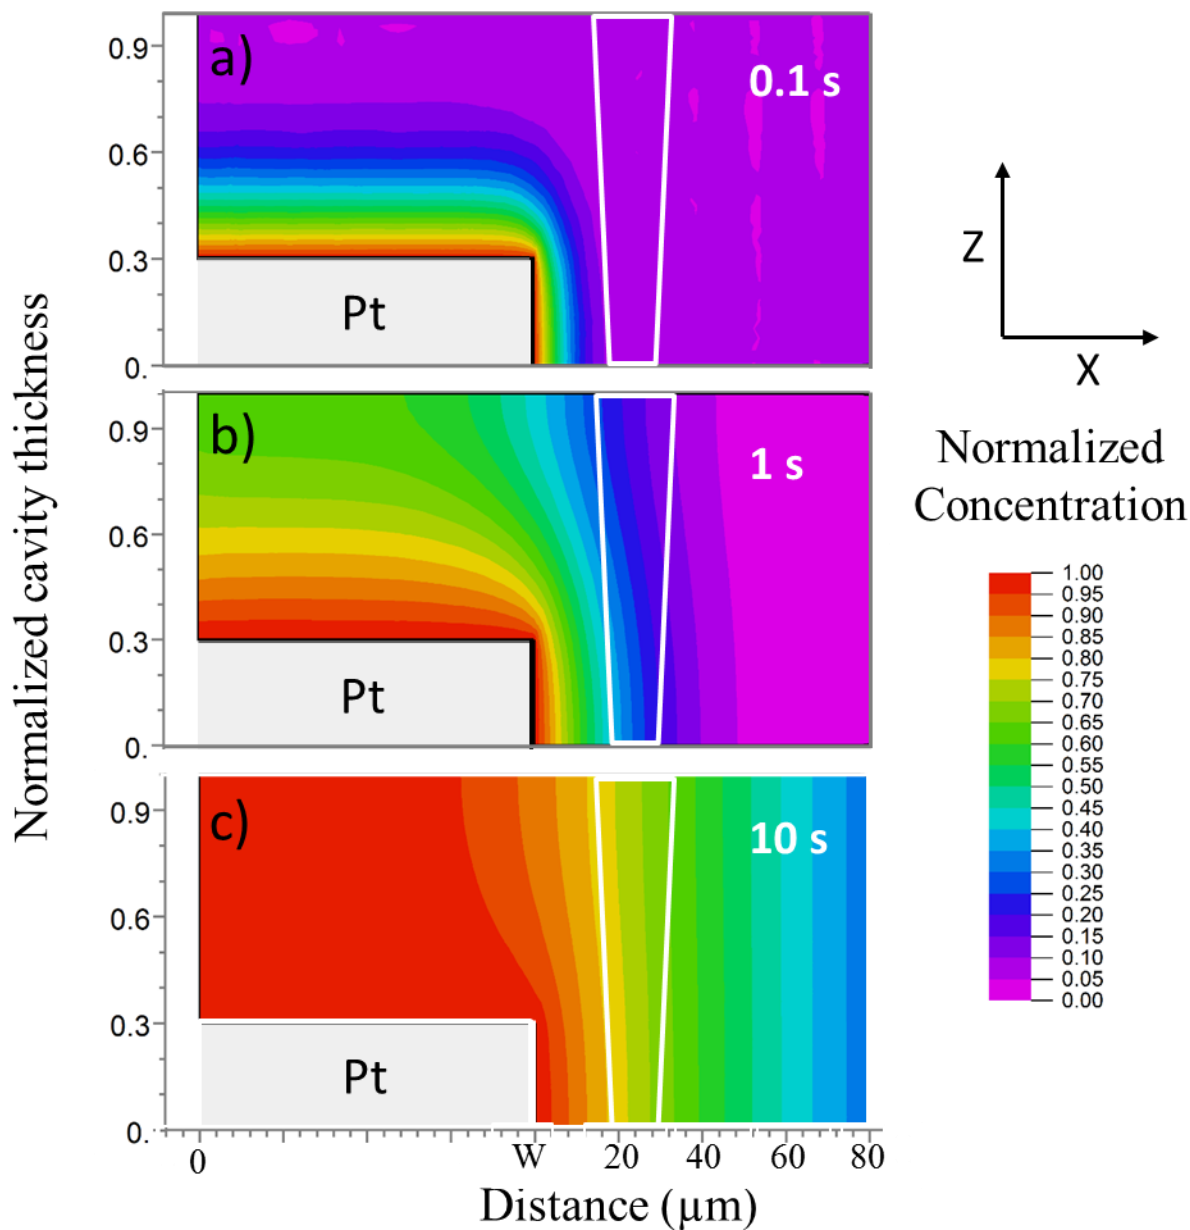 a)
0.1 s
0.9
0.6
0.3
0.
Pt
Z
X
b)
1 s
0.9
0.6
0.3
0.
Pt
c)
10 s
0.9
0.6
0.3
0.
Pt
0 W 20 40 60 80
Distance (µm)
Normalized cavity thickness
Normalized
Concentration
1.00
0.95
0.90
0.85
0.80
0.75
0.70
0.65
0.60
0.55
0.50
0.45
0.40
0.35
0.30
0.25
0.20
0.15
0.10
0.05
0.00